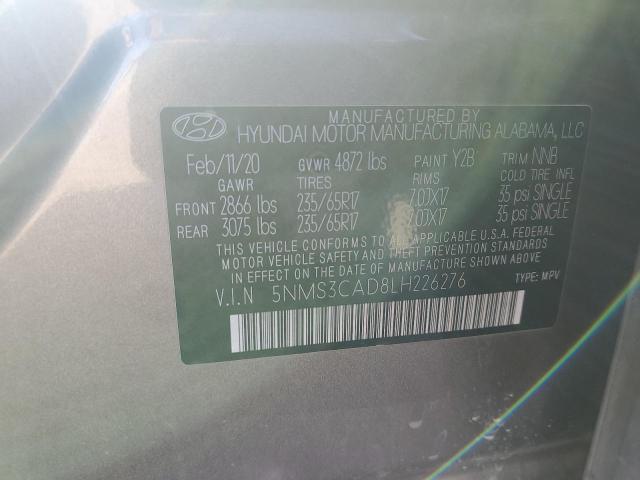 MANUFACTURED BY
HYUNDAI MOTOR MANUFACTURING ALABAMA, LLC
Feb/11/20 GVWR 4872 lbs PAINT Y2B TRIM NNB
GAWR TIRES RIMS COLD TIRE INFL
FRONT 2866 lbs 235/65R17 7.0JX17 35 psi SINGLE
REAR 3075 lbs 235/65R17 7.0JX17 35 psi SINGLE
THIS VEHICLE CONFORMS TO ALL APPLICABLE U.S.A. FEDERAL
MOTOR VEHICLE SAFETY AND THEFT PREVENTION STANDARDS
IN EFFECT ON THE DATE OF MANUFACTURE SHOWN ABOVE.
V.I.N 5NMS3CAD8LH226276 TYPE: MPV